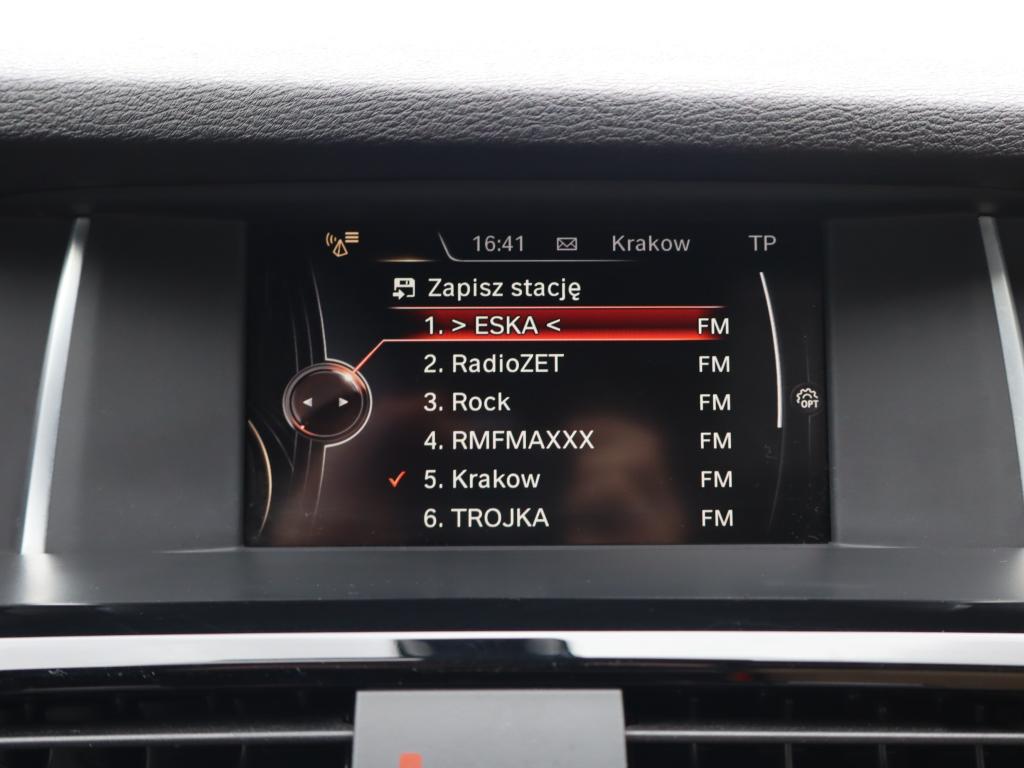 16:41 Krakow TP
Zapisz stację
1. > ESKA < FM
2. RadioZET FM
3. Rock FM
4. RMFMAXXX FM
5. Krakow FM
6. TROJKA FM
OPT